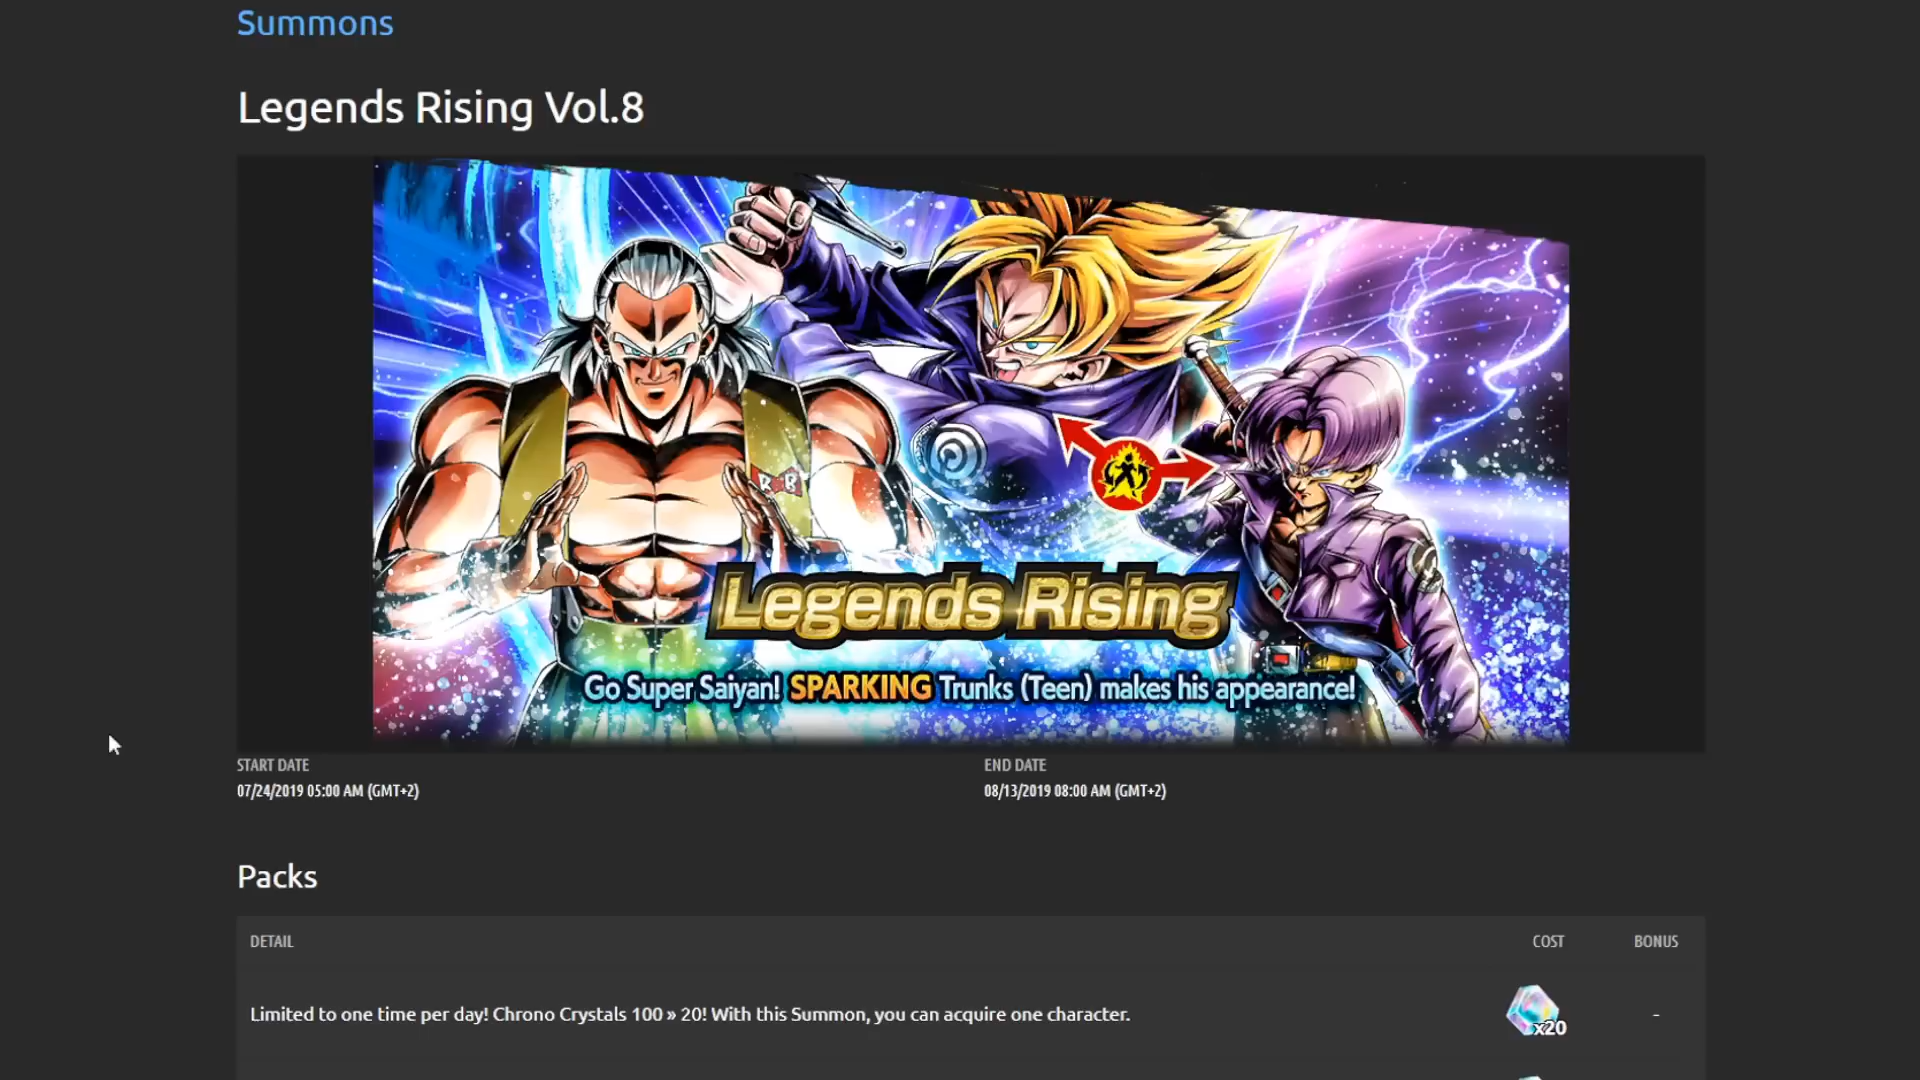 Summons
Legends Rising Vol.8
R R
Legends Rising
Go Super Saiyan! SPARKING Trunks (Teen) makes his appearance!
START DATE
END DATE
07/24/2019 05:00 AM (GMT+2)
08/13/2019 08:00 AM (GMT+2)
Packs
DETAIL
COST
BONUS
Limited to one time per day! Chrono Crystals 100 » 20! With this Summon, you can acquire one character.
x20
-